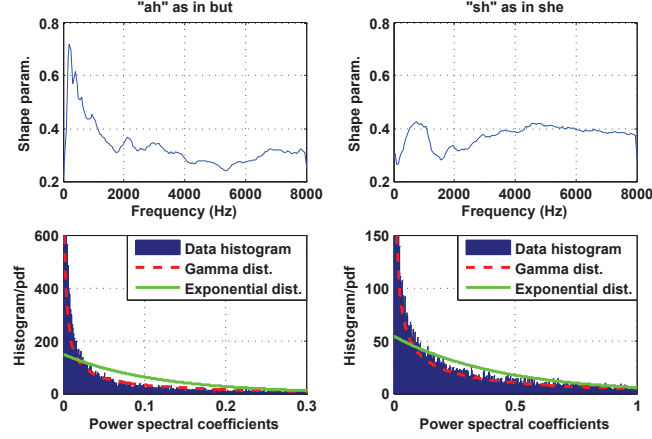 "ah" as in but
0.8
0.6
0.4
0.2
Shape param.
0 2000 4000 6000 8000
Frequency (Hz)
"sh" as in she
0.8
0.6
0.4
0.2
Shape param.
0 2000 4000 6000 8000
Frequency (Hz)
600
400
200
0
Histogram/pdf
Data histogram
Gamma dist.
Exponential dist.
0 0.1 0.2 0.3
Power spectral coefficients
150
100
50
0
Histogram/pdf
Data histogram
Gamma dist.
Exponential dist.
0 0.5 1
Power spectral coefficients